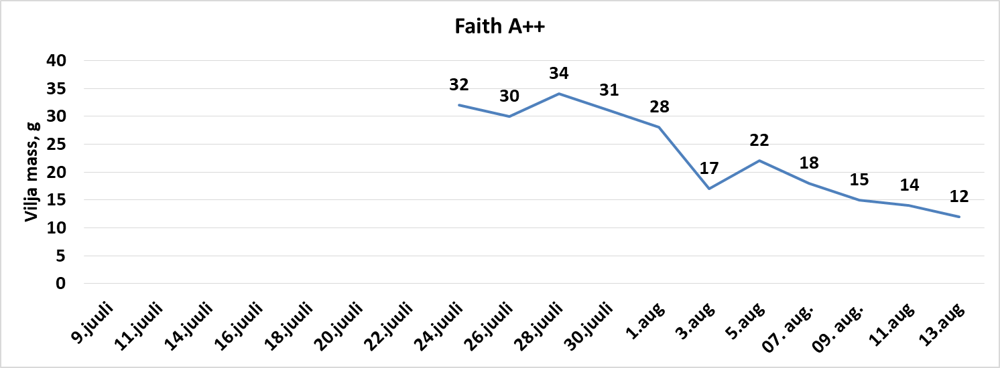 Faith A++
Vilja mass, g
40
35
30
25
20
15
10
5
0
32
30
34
31
28
17
22
18
15
14
12
9.juuli
11.juuli
14.juuli
16.juuli
18.juuli
20.juuli
22.juuli
24.juuli
26.juuli
28.juuli
30.juuli
1.aug
3.aug
5.aug
07. aug.
09. aug.
11.aug
13.aug